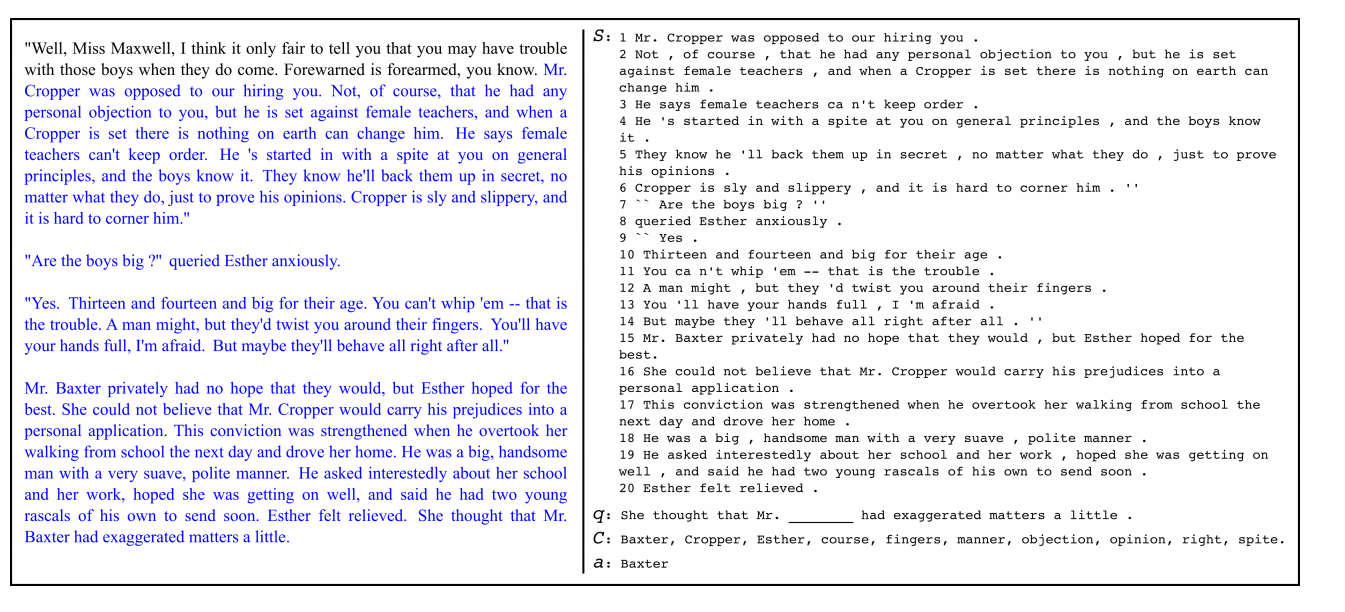 "Well, Miss Maxwell, I think it only fair to tell you that you may have trouble
with those boys when they do come. Forewarned is forearmed, you know. Mr.
Cropper was opposed to our hiring you. Not, of course, that he had any
personal objection to you, but he is set against female teachers, and when a
Cropper is set there is nothing on earth can change him. He says female
teachers can't keep order. He 's started in with a spite at you on general
principles, and the boys know it. They know he'll back them up in secret, no
matter what they do, just to prove his opinions. Cropper is sly and slippery, and
it is hard to corner him."
"Are the boys big ?" queried Esther anxiously.
"Yes. Thirteen and fourteen and big for their age. You can't whip 'em -- that is
the trouble. A man might, but they'd twist you around their fingers. You'll have
your hands full, I'm afraid. But maybe they'll behave all right after all."
Mr. Baxter privately had no hope that they would, but Esther hoped for the
best. She could not believe that Mr. Cropper would carry his prejudices into a
personal application. This conviction was strengthened when he overtook her
walking from school the next day and drove her home. He was a big, handsome
man with a very suave, polite manner. He asked interestedly about her school
and her work, hoped she was getting on well, and said he had two young
rascals of his own to send soon. Esther felt relieved. She thought that Mr.
Baxter had exaggerated matters a little.
S: 1 Mr. Cropper was opposed to our hiring you .
2 Not , of course , that he had any personal objection to you , but he is set
against female teachers , and when a Cropper is set there is nothing on earth can
change him .
3 He says female teachers ca n't keep order .
4 He 's started in with a spite at you on general principles , and the boys know
it .
5 They know he 'll back them up in secret , no matter what they do , just to prove
his opinions .
6 Cropper is sly and slippery , and it is hard to corner him . ''
7 `` Are the boys big ? ''
8 queried Esther anxiously .
9 `` Yes .
10 Thirteen and fourteen and big for their age .
11 You ca n't whip 'em -- that is the trouble .
12 A man might , but they 'd twist you around their fingers .
13 You 'll have your hands full , I 'm afraid .
14 But maybe they 'll behave all right after all . ''
15 Mr. Baxter privately had no hope that they would , but Esther hoped for the
best.
16 She could not believe that Mr. Cropper would carry his prejudices into a
personal application .
17 This conviction was strengthened when he overtook her walking from school the
next day and drove her home .
18 He was a big , handsome man with a very suave , polite manner .
19 He asked interestedly about her school and her work , hoped she was getting on
well , and said he had two young rascals of his own to send soon .
20 Esther felt relieved .
q: She thought that Mr. ________ had exaggerated matters a little .
C: Baxter, Cropper, Esther, course, fingers, manner, objection, opinion, right, spite.
a: Baxter